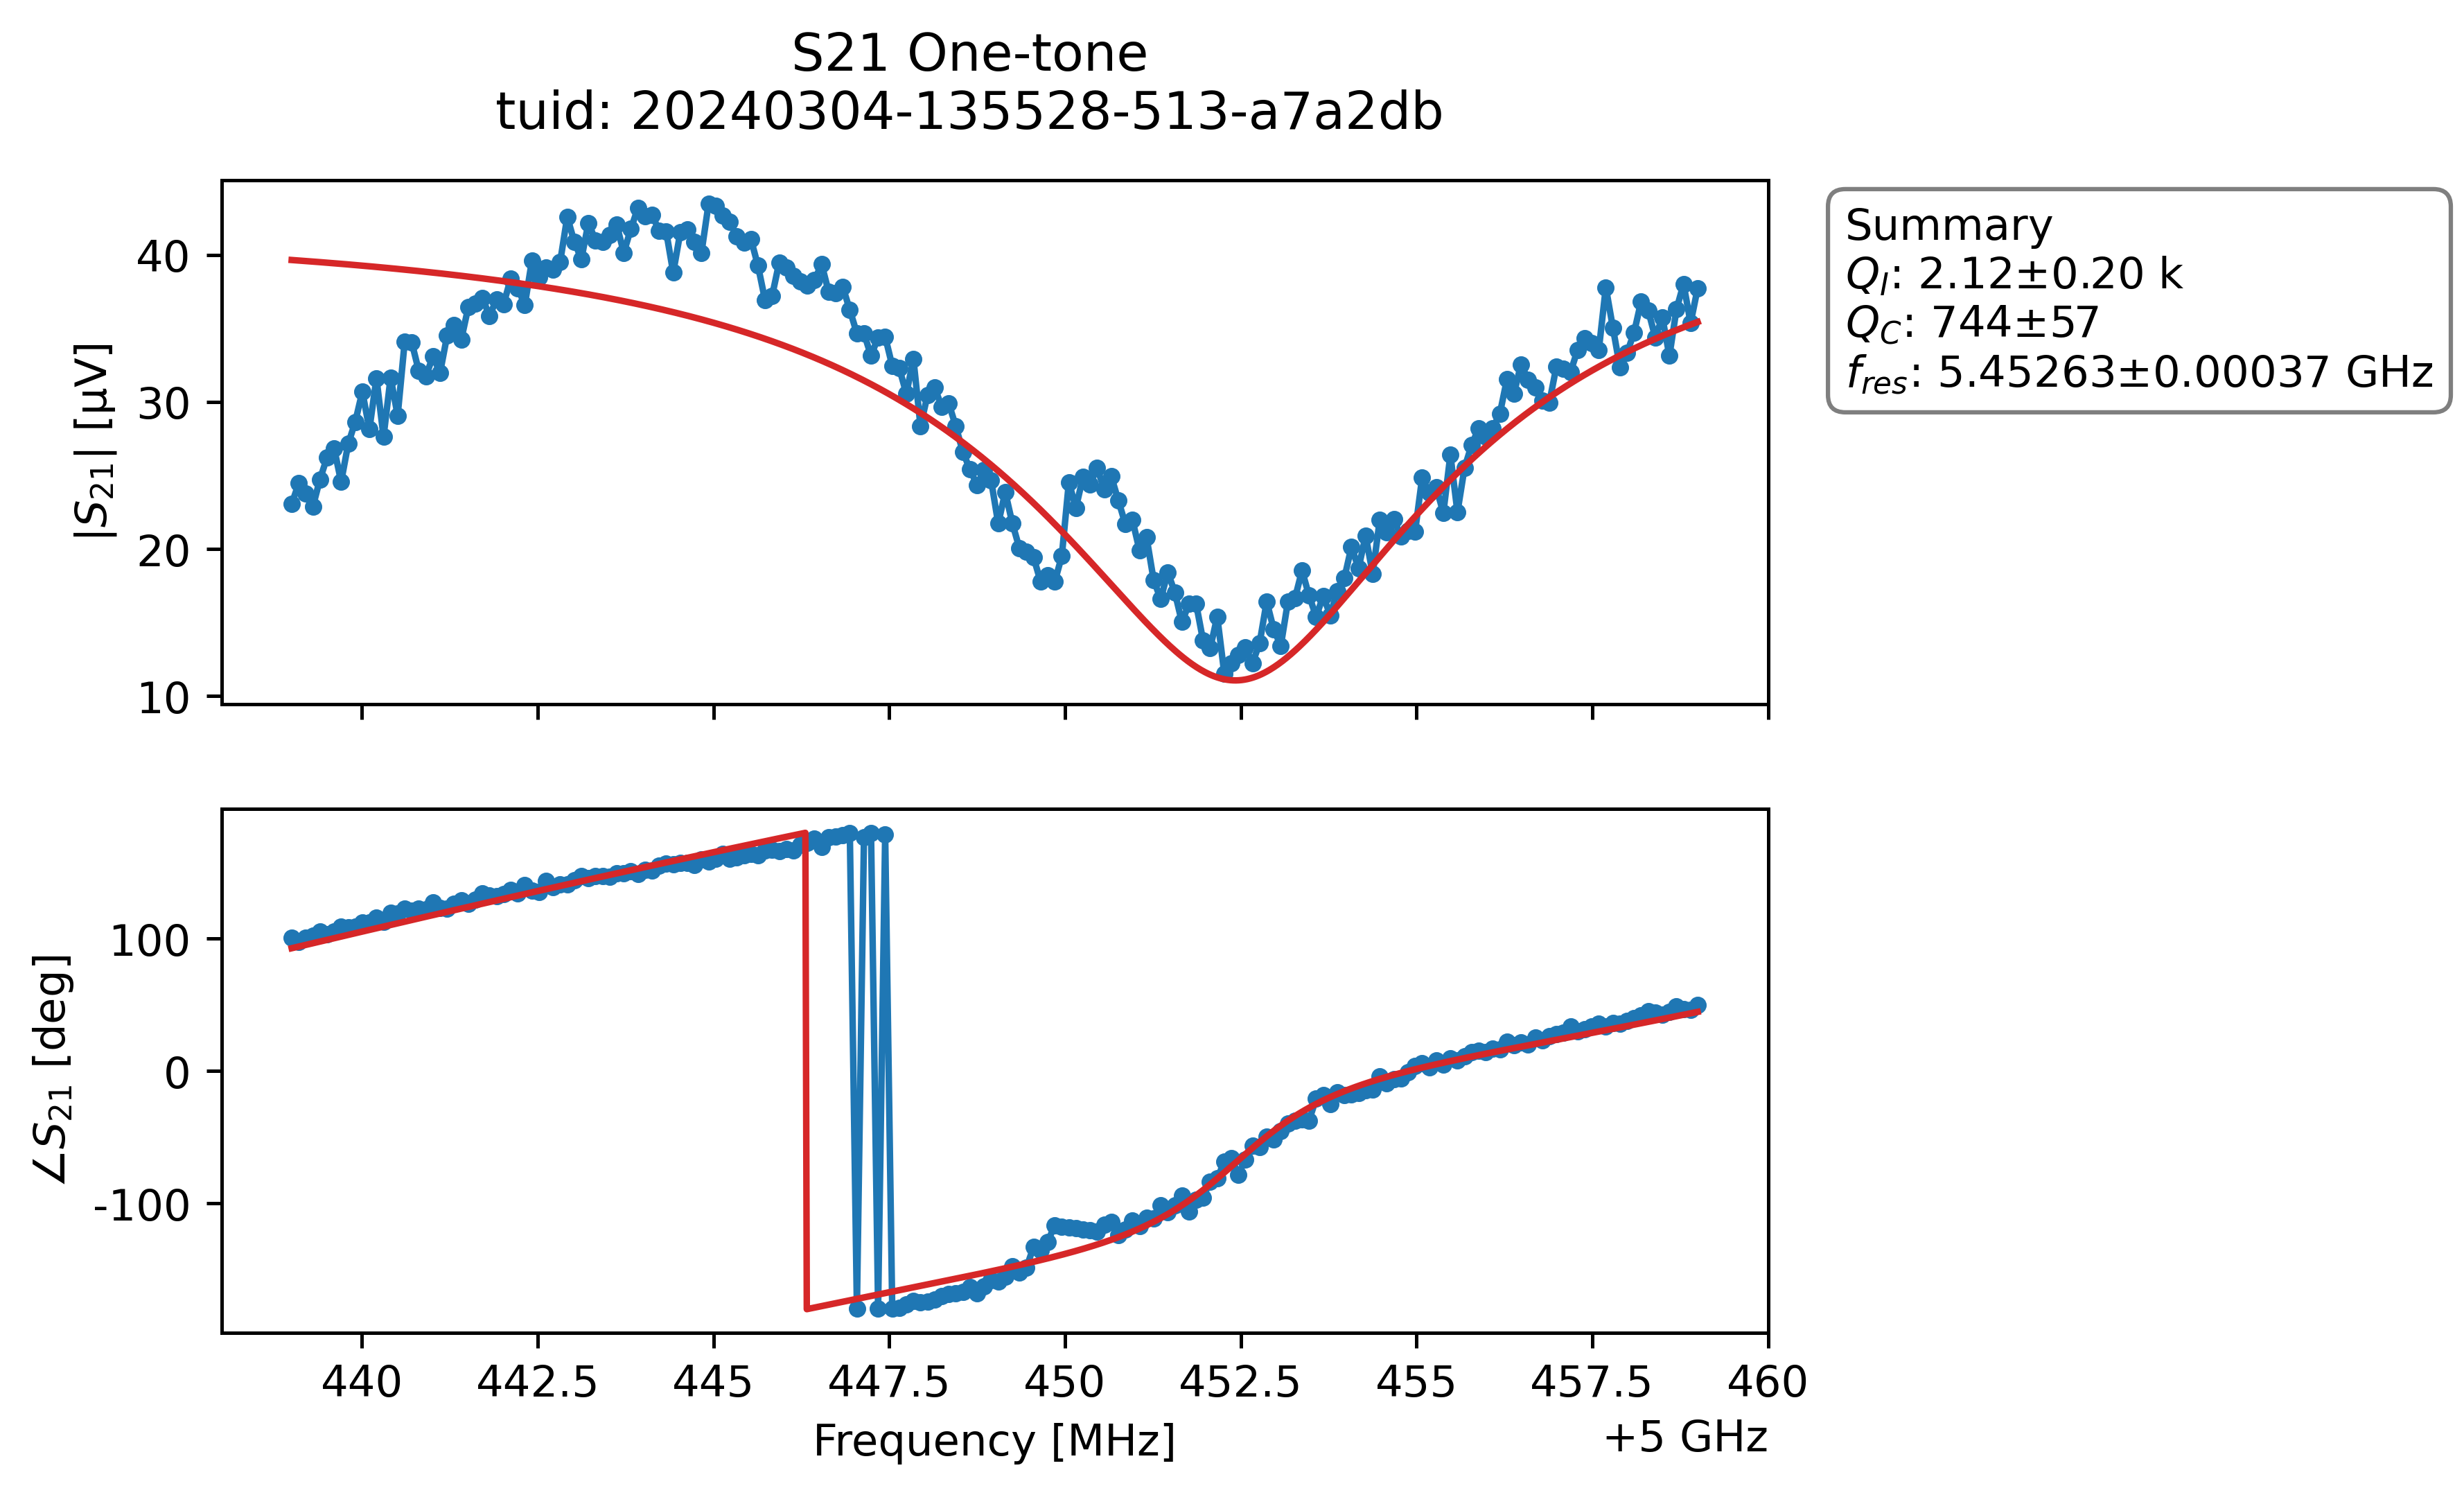 S21 One-tone
tuid: 20240304-135528-513-a7a2db
|S21| [µV]
40
30
20
10
Summary
QI: 2.12±0.20 k
QC: 744±57
fres: 5.45263±0.00037 GHz
∠S21 [deg]
100
0
-100
440 442.5 445 447.5 450 452.5 455 457.5 460
Frequency [MHz]
+5 GHz